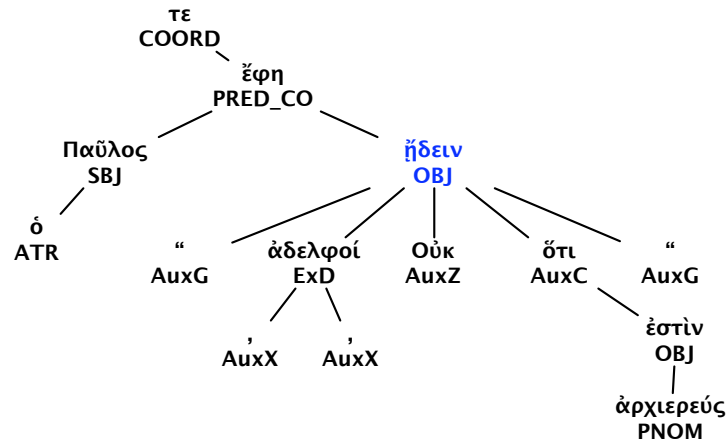 τε
COORD
ἔφη
PRED_CO
Παῦλος
SBJ
ᾔδειν
OBJ
ὁ
ATR
“
AuxG
ἀδελφοί
ExD
Οὐκ
AuxZ
ὅτι
AuxC
“
AuxG
,
AuxX
,
AuxX
ἐστὶν
OBJ
ἀρχιερεύς
PNOM